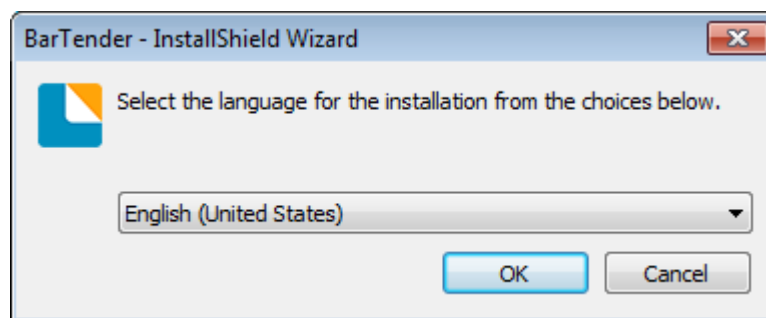 BarTender - InstallShield Wizard
Select the language for the installation from the choices below.
English (United States)
OK
Cancel